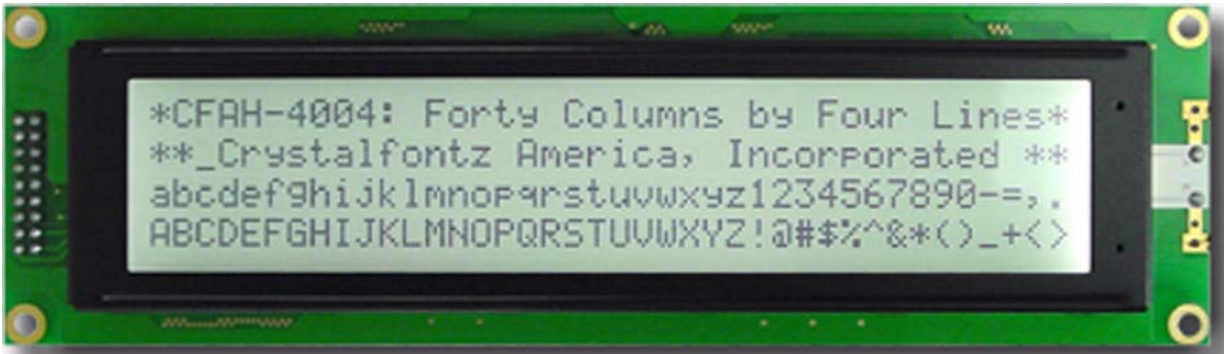 *CFAH-4004: Forty Columns by Four Lines*
**_Crystalfontz America, Incorporated **
abcdefghijklmnopqrstuvwxyz1234567890-=,.
ABCDEFGHIJKLMNOPQRSTUVWXYZ!@#$%^&*()_+<>